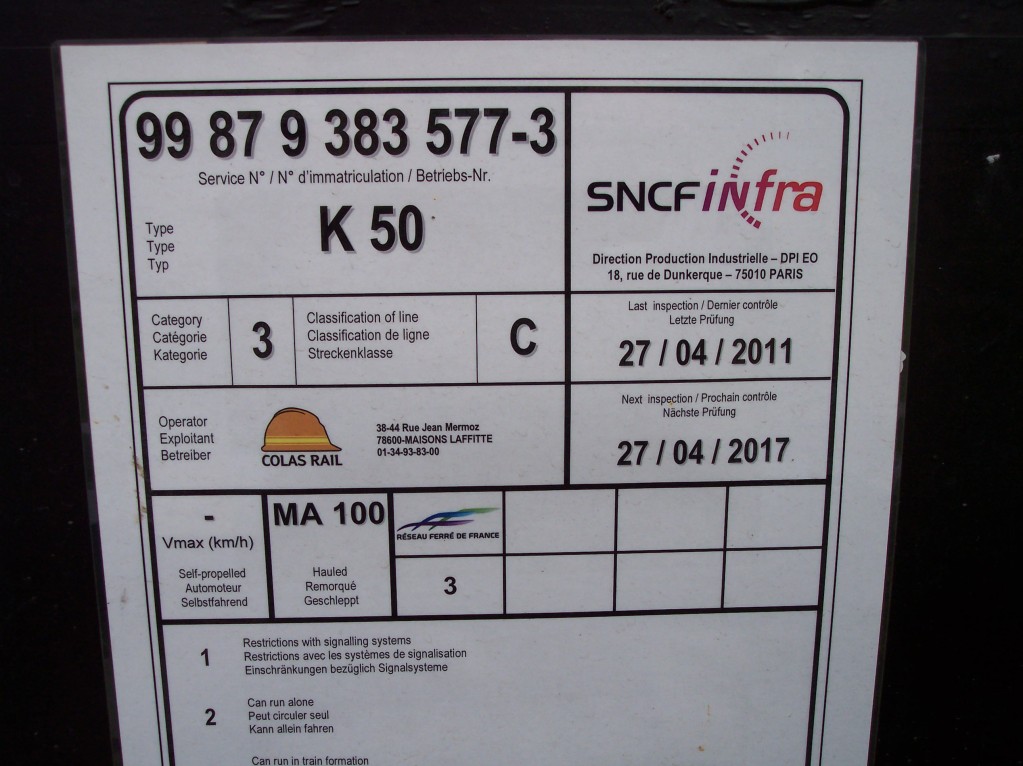 99 87 9 383 577-3
Service N° / N° d'immatriculation / Betriebs-Nr.
Type
Type
Typ
K 50
SNCF infra
Direction Production Industrielle – DPI EO
18, rue de Dunkerque – 75010 PARIS
Category
Catégorie
Kategorie
3
Classification of line
Classification de ligne
Streckenklasse
C
Last inspection / Dernier contrôle
Letzte Prüfung
27 / 04 / 2011
Next inspection / Prochain contrôle
Nächste Prüfung
27 / 04 / 2017
Operator
Exploitant
Betreiber
COLAS RAIL
38-44 Rue Jean Mermoz
78600-MAISONS LAFFITTE
01-34-93-83-00
-
Vmax (km/h)
Self-propelled
Automoteur
Selbstfahrend
MA 100
Hauled
Remorqué
Geschleppt
RÉSEAU FERRÉ DE FRANCE
3
1
Restrictions with signalling systems
Restrictions avec les systèmes de signalisation
Einschränkungen bezüglich Signalsysteme
2
Can run alone
Peut circuler seul
Kann allein fahren
Can run in train formation